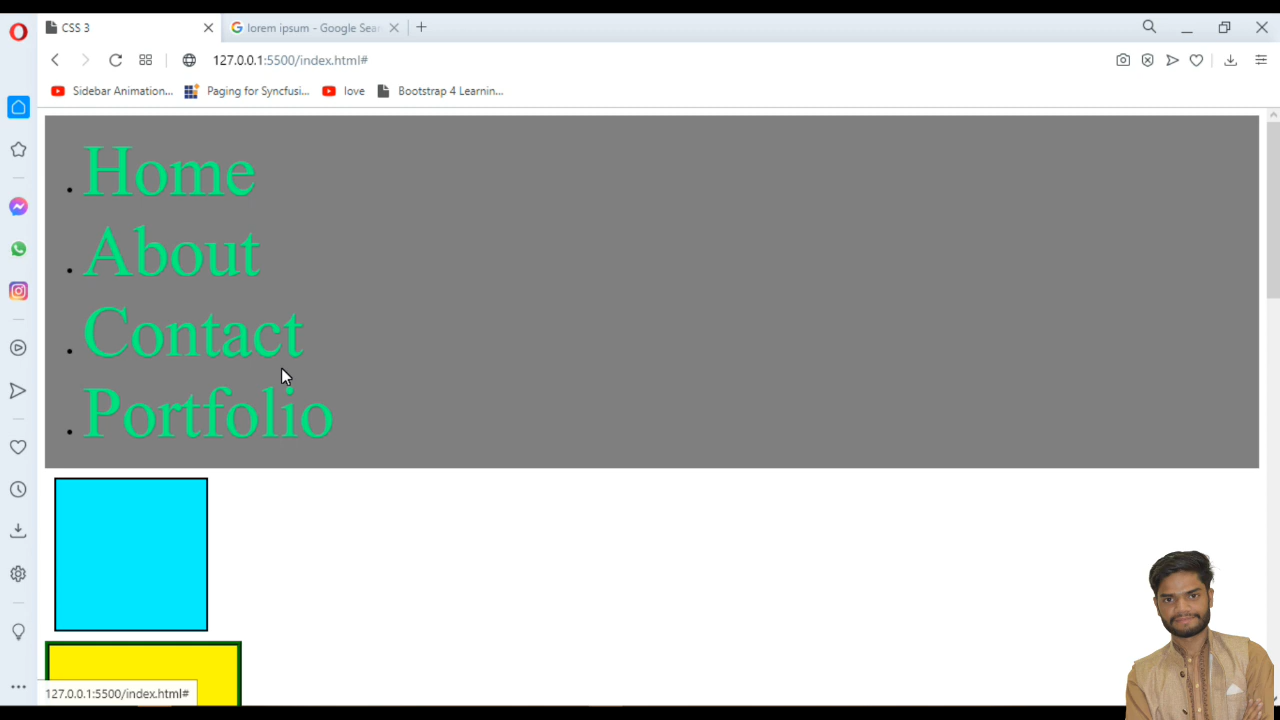 CSS 3
lorem ipsum - Google Sear
127.0.0.1:5500/index.html#
Sidebar Animation...
Paging for Syncfusi...
love
Bootstrap 4 Learnin...
Home
About
Contact
Portfolio
127.0.0.1:5500/index.html#